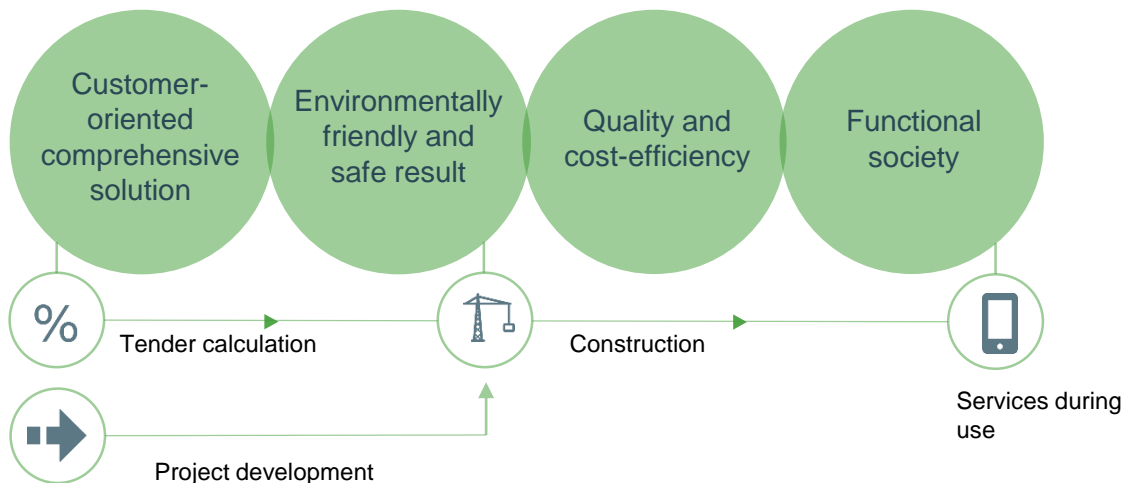 Customer-
oriented
comprehensive
solution
Environmentally
friendly and
safe result
Quality and
cost-efficiency
Functional
society
%
Tender calculation
Construction
Services during
use
Project development